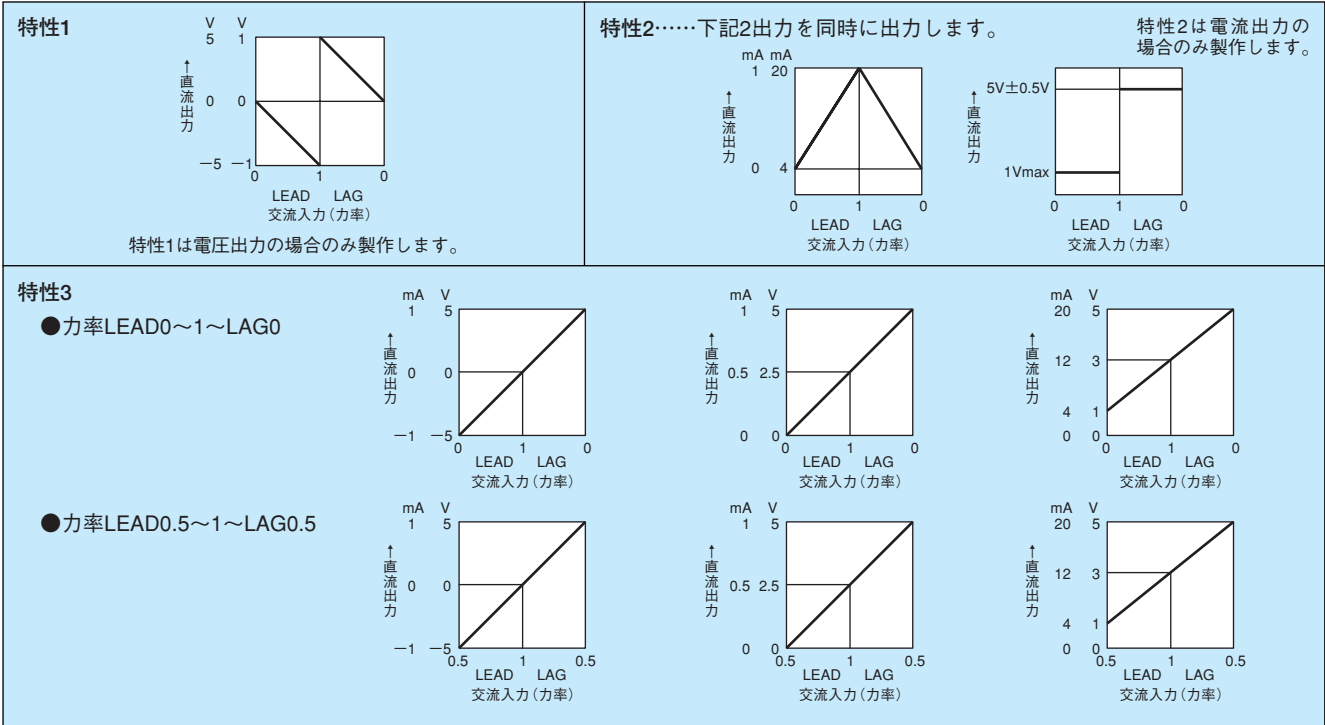 特性1
V V
5 1
0 0
−5 −1
↑直流出力
0 1 0
LEAD LAG
交流入力(力率)
特性1は電圧出力の場合のみ製作します。
特性2……下記2出力を同時に出力します。
特性2は電流出力の
場合のみ製作します。
mA mA
1 20
0 4
↑直流出力
0 1 0
LEAD LAG
交流入力(力率)
5V±0.5V
1Vmax
↑直流出力
0 1 0
LEAD LAG
交流入力(力率)
特性3
●力率LEAD0～1～LAG0
mA V
1 5
0 0
−1 −5
↑直流出力
0 1 0
LEAD LAG
交流入力(力率)
mA V
1 5
0.5 2.5
0 0
↑直流出力
0 1 0
LEAD LAG
交流入力(力率)
mA V
20 5
12 3
4 1
0 0
↑直流出力
0 1 0
LEAD LAG
交流入力(力率)
●力率LEAD0.5～1～LAG0.5
mA V
1 5
0 0
−1 −5
↑直流出力
0.5 1 0.5
LEAD LAG
交流入力(力率)
mA V
1 5
0.5 2.5
0 0
↑直流出力
0.5 1 0.5
LEAD LAG
交流入力(力率)
mA V
20 5
12 3
4 1
0 0
↑直流出力
0.5 1 0.5
LEAD LAG
交流入力(力率)